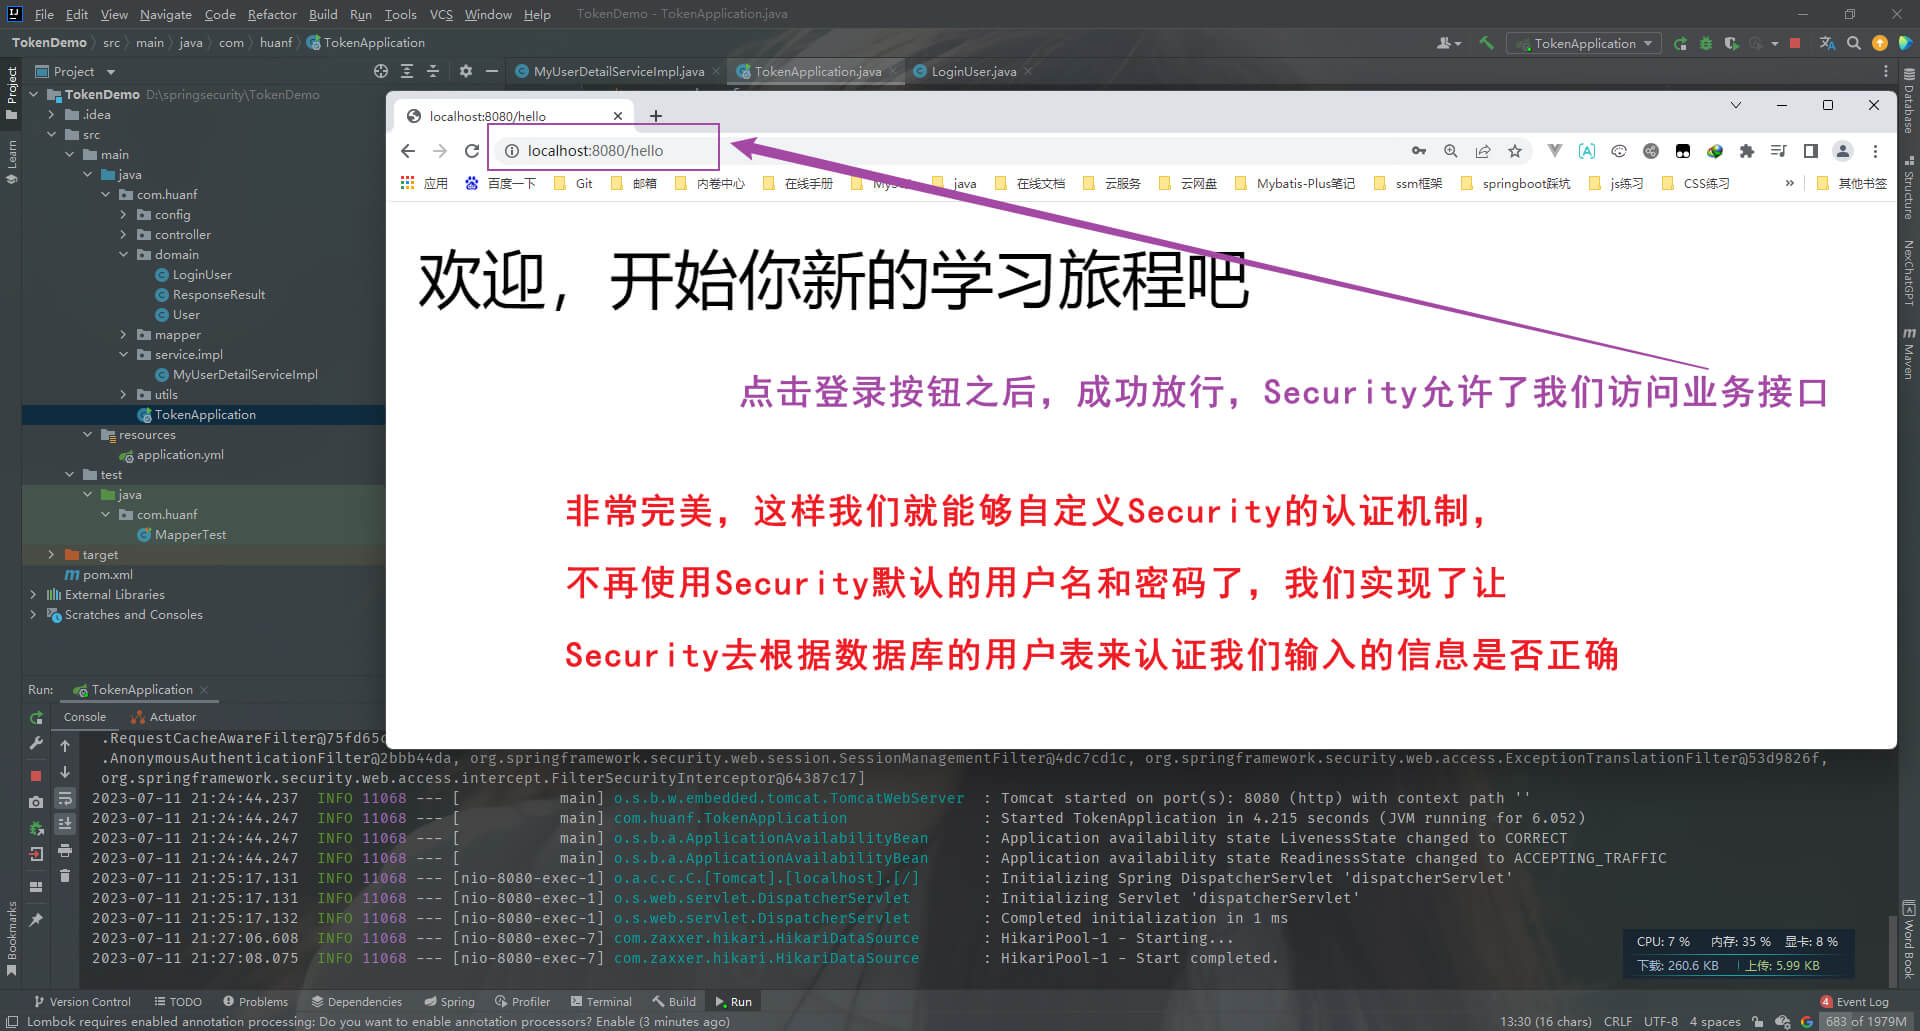 File Edit View Navigate Code Refactor Build Run Tools VCS Window Help TokenDemo - TokenApplication.java
TokenDemo src main java com huanf TokenApplication
TokenApplication
Project
MyUserDetailServiceImpl.java TokenApplication.java LoginUser.java
TokenDemo D:\springsecurity\TokenDemo
.idea
src
main
java
com.huanf
config
controller
domain
LoginUser
ResponseResult
User
mapper
service.impl
MyUserDetailServiceImpl
utils
TokenApplication
resources
application.yml
test
java
com.huanf
MapperTest
target
pom.xml
External Libraries
Scratches and Consoles
Project
Learn
Bookmarks
Database
Structure
NexChatGPT
Maven
Word Book
localhost:8080/hello
localhost:8080/hello
应用 百度一下 Git 邮箱 内卷中心 在线手册 java 在线文档 云服务 云网盘 Mybatis-Plus笔记 ssm框架 springboot踩坑 js练习 CSS练习 » 其他书签
欢迎，开始你新的学习旅程吧
点击登录按钮之后，成功放行，Security允许了我们访问业务接口
非常完美，这样我们就能够自定义Security的认证机制，
不再使用Security默认的用户名和密码了，我们实现了让
Security去根据数据库的用户表来认证我们输入的信息是否正确
Run: TokenApplication
Console Actuator
.RequestCacheAwareFilter@75fd65
.AnonymousAuthenticationFilter@2bbb44da, org.springframework.security.web.session.SessionManagementFilter@4dc7cd1c, org.springframework.security.web.access.ExceptionTranslationFilter@53d9826f,
org.springframework.security.web.access.intercept.FilterSecurityInterceptor@64387c17]
2023-07-11 21:24:44.237 INFO 11068 --- [ main] o.s.b.w.embedded.tomcat.TomcatWebServer : Tomcat started on port(s): 8080 (http) with context path ''
2023-07-11 21:24:44.247 INFO 11068 --- [ main] com.huanf.TokenApplication : Started TokenApplication in 4.215 seconds (JVM running for 6.052)
2023-07-11 21:24:44.247 INFO 11068 --- [ main] o.s.b.a.ApplicationAvailabilityBean : Application availability state LivenessState changed to CORRECT
2023-07-11 21:24:44.247 INFO 11068 --- [ main] o.s.b.a.ApplicationAvailabilityBean : Application availability state ReadinessState changed to ACCEPTING_TRAFFIC
2023-07-11 21:25:17.131 INFO 11068 --- [nio-8080-exec-1] o.a.c.c.C.[Tomcat].[localhost].[/] : Initializing Spring DispatcherServlet 'dispatcherServlet'
2023-07-11 21:25:17.131 INFO 11068 --- [nio-8080-exec-1] o.s.web.servlet.DispatcherServlet : Initializing Servlet 'dispatcherServlet'
2023-07-11 21:25:17.132 INFO 11068 --- [nio-8080-exec-1] o.s.web.servlet.DispatcherServlet : Completed initialization in 1 ms
2023-07-11 21:27:06.608 INFO 11068 --- [nio-8080-exec-7] com.zaxxer.hikari.HikariDataSource : HikariPool-1 - Starting...
2023-07-11 21:27:08.075 INFO 11068 --- [nio-8080-exec-7] com.zaxxer.hikari.HikariDataSource : HikariPool-1 - Start completed.
CPU: 7 % 内存: 35 % 显卡: 8 %
下载: 260.6 KB 上传: 5.99 KB
Version Control TODO Problems Dependencies Spring Profiler Terminal Build Run 4 Event Log
Lombok requires enabled annotation processing: Do you want to enable annotation processors? Enable (3 minutes ago) 13:30 (16 chars) CRLF UTF-8 4 spaces 683 of 1979M